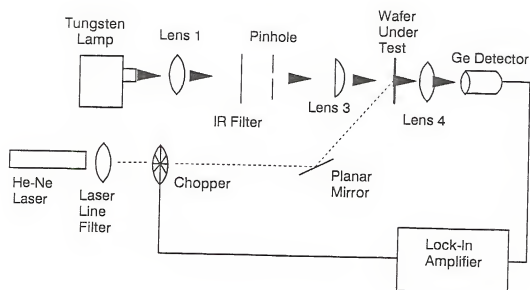 Tungsten
Lamp
Lens 1
IR Filter
Pinhole
Lens 3
Wafer
Under
Test
Lens 4
Ge Detector
He-Ne
Laser
Laser
Line
Filter
Chopper
Planar
Mirror
Lock-In
Amplifier